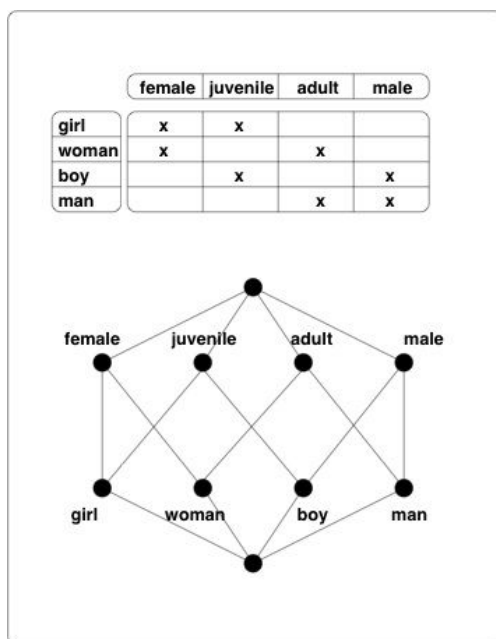 female juvenile adult male
girl x x
woman x x
boy x x
man x x
female juvenile adult male
girl woman boy man